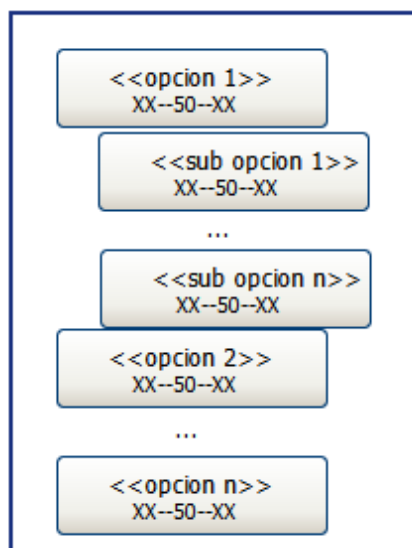 <<opcion 1>>
XX--50--XX
<<sub opcion 1>>
XX--50--XX
...
<<sub opcion n>>
XX--50--XX
<<opcion 2>>
XX--50--XX
...
<<opcion n>>
XX--50--XX